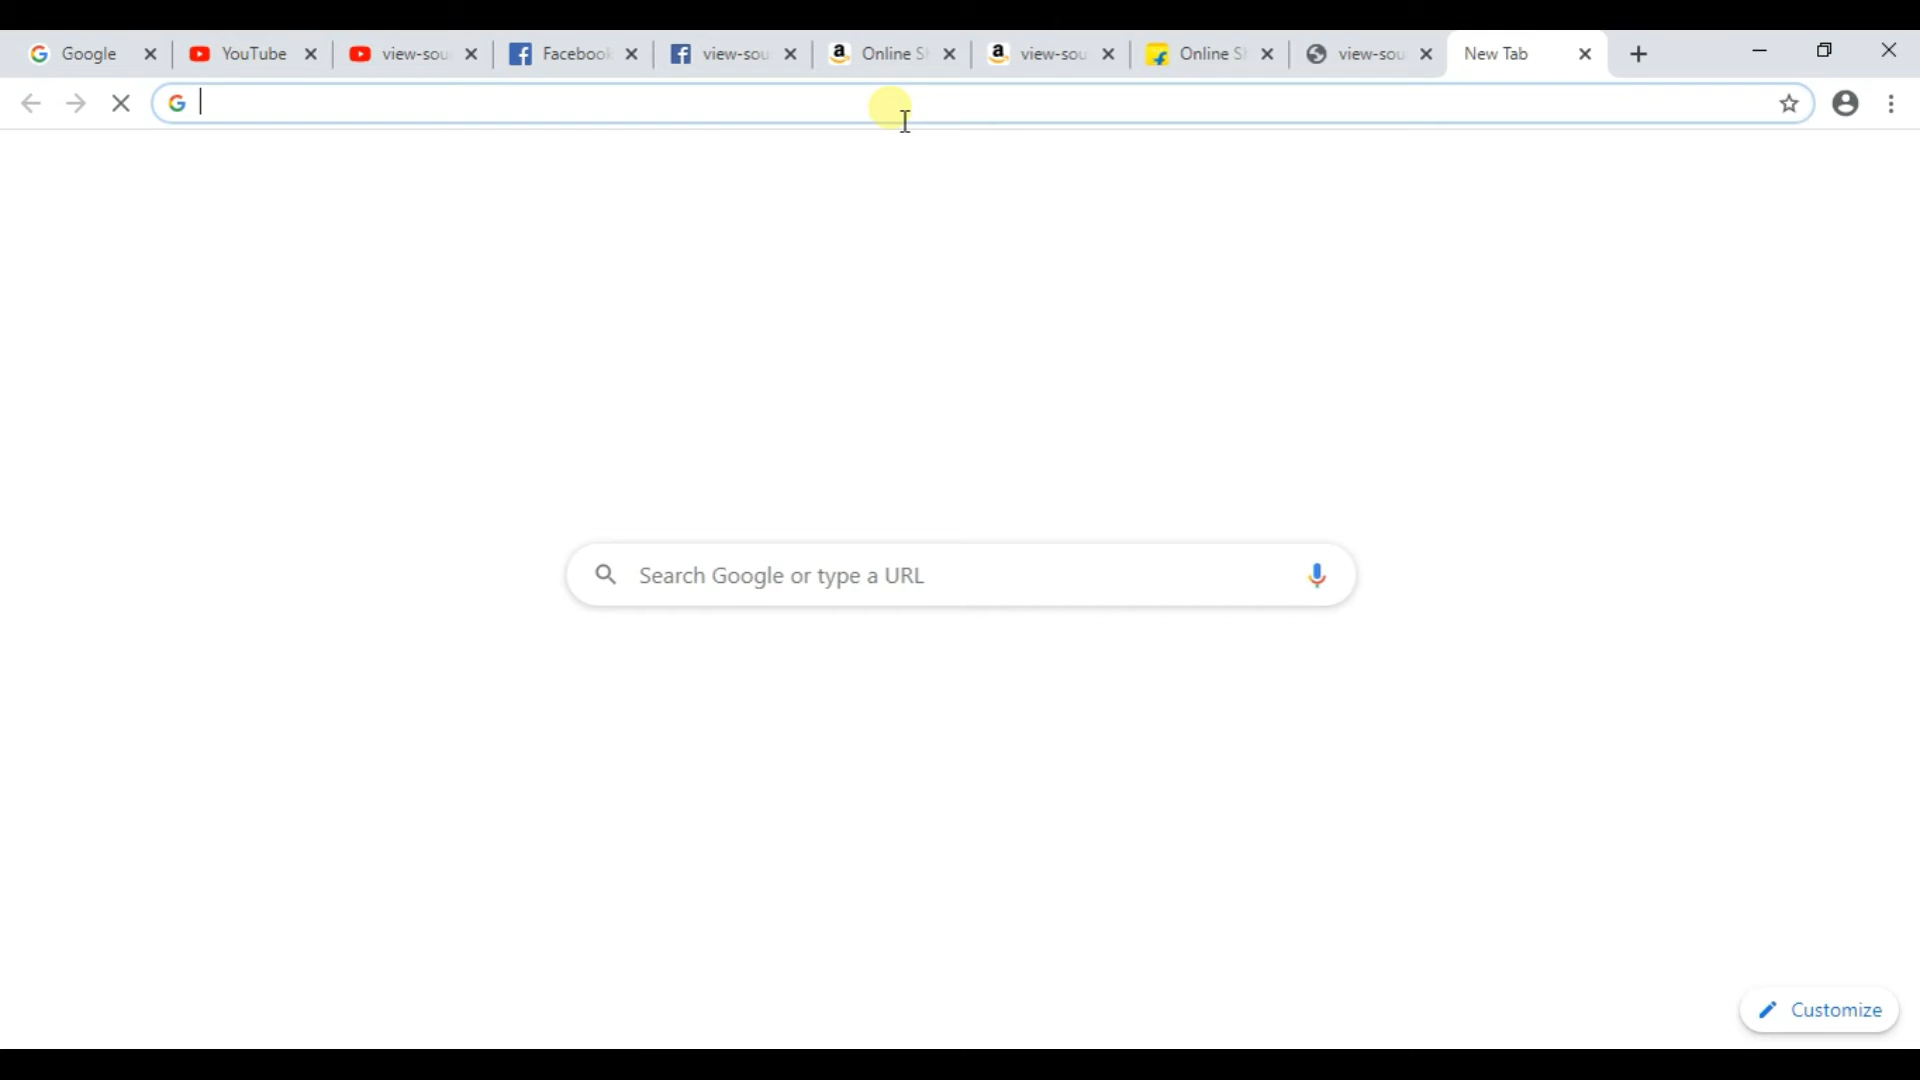 Google YouTube view-sou Facebook view-sou Online S view-sou Online S view-sou New Tab
Search Google or type a URL
Customize